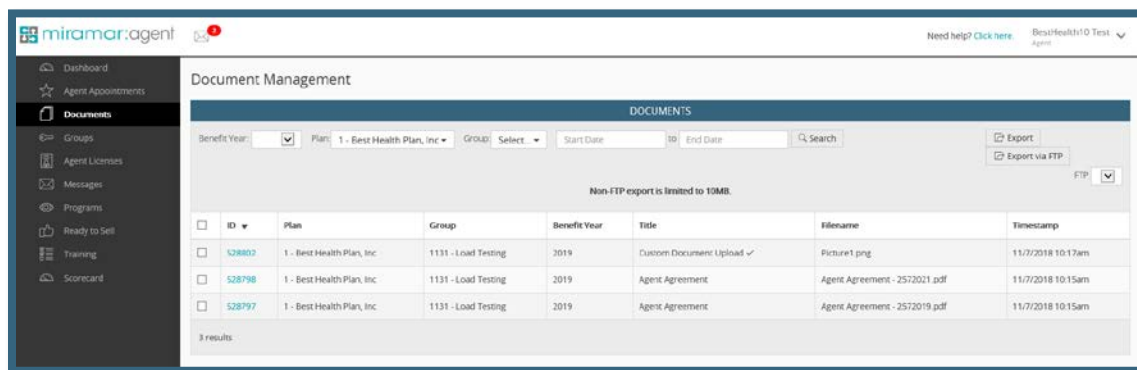 miramar:agent
3
Need help? Click here.
BestHealth10 Test
Agent
Dashboard
Agent Appointments
Documents
Groups
Agent Licenses
Messages
Programs
Ready to Sell
Training
Scorecard
Document Management
DOCUMENTS
Benefit Year: Plan: 1 - Best Health Plan, Inc Group: Select... Start Date to End Date Search Export
Export via FTP
FTP
Non-FTP export is limited to 10MB.
ID Plan Group Benefit Year Title Filename Timestamp
528802 1 - Best Health Plan, Inc 1131 - Load Testing 2019 Custom Document Upload ✓ Picture1.png 11/7/2018 10:17am
528798 1 - Best Health Plan, Inc 1131 - Load Testing 2019 Agent Agreement Agent Agreement - 2572021.pdf 11/7/2018 10:15am
528797 1 - Best Health Plan, Inc 1131 - Load Testing 2019 Agent Agreement Agent Agreement - 2572019.pdf 11/7/2018 10:15am
3 results